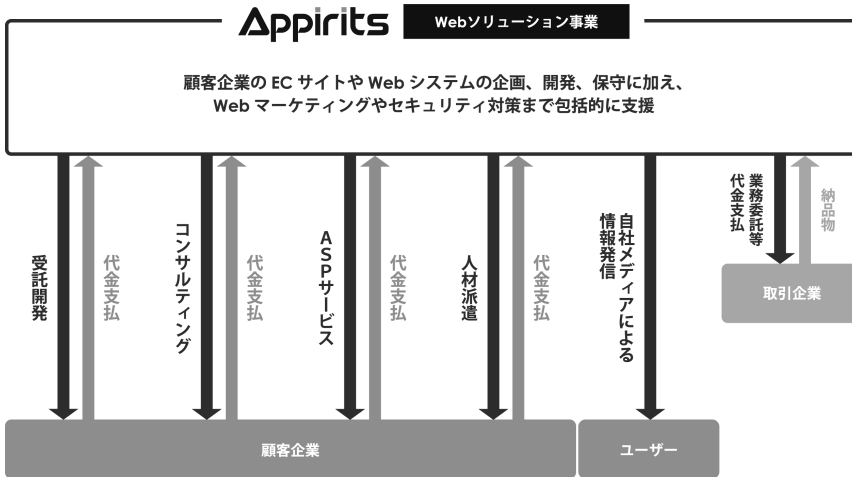 Appirits
Webソリューション事業
顧客企業の EC サイトや Web システムの企画、開発、保守に加え、
Web マーケティングやセキュリティ対策まで包括的に支援
受託開発
代金支払
コンサルティング
代金支払
ASPサービス
代金支払
人材派遣
代金支払
自社メディアによる
情報発信
業務委託等
代金支払
納品物
取引企業
顧客企業
ユーザー